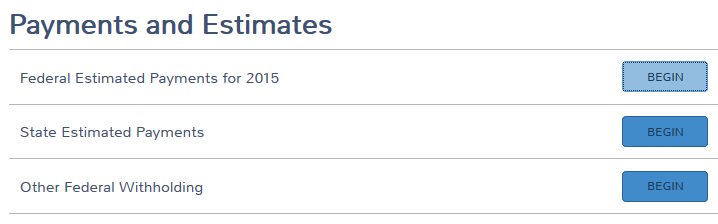 Payments and Estimates
Federal Estimated Payments for 2015 BEGIN
State Estimated Payments BEGIN
Other Federal Withholding BEGIN